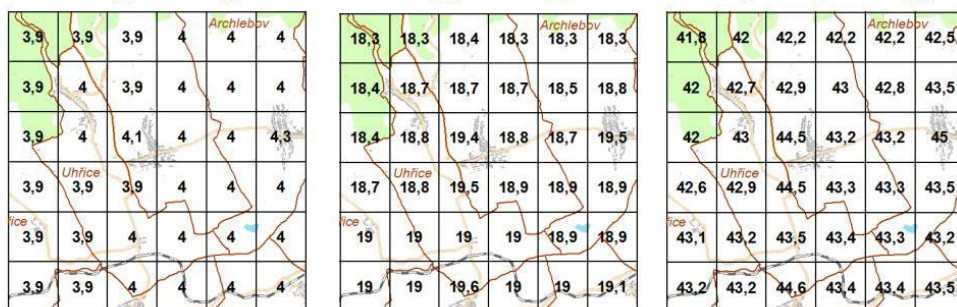 Archlebov
3,9 3,9 3,9 4 4 4
3,9 4 3,9 4 4 4
3,9 4 4,1 4 4 4,3
Uhřice
3,9 3,9 3,9 4 4 4
řice
3,9 3,9 4 4 4 4
3,9 3,9 4 4 4 4
Archlebov
18,3 18,3 18,4 18,3 18,3 18,3
18,4 18,7 18,7 18,7 18,5 18,8
18,4 18,8 19,4 18,8 18,7 19,5
Uhřice
18,7 18,8 19,5 18,9 18,9 18,9
řice
19 19 19 19 18,9 18,9
19 19 19,6 19 19 19,1
Archlebov
41,8 42 42,2 42,2 42,2 42,5
42 42,7 42,9 43 42,8 43,5
42 43 44,5 43,2 43,2 45
Uhřice
42,6 42,9 44,5 43,3 43,3 43,5
řice
43,1 43,2 43,5 43,4 43,3 43,2
43,2 43,2 44,6 43,4 43,4 43,5